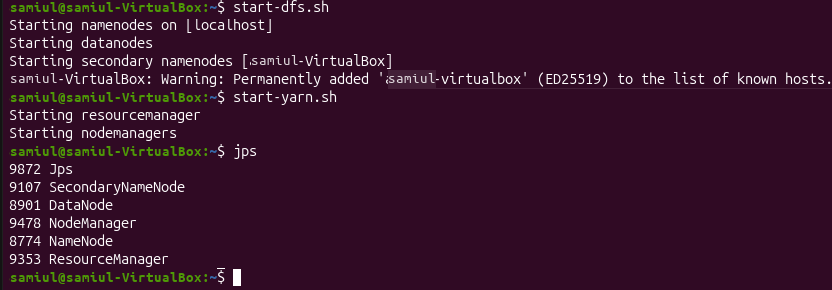 samiul@samiul-VirtualBox:~$ start-dfs.sh
Starting namenodes on [localhost]
Starting datanodes
Starting secondary namenodes [samiul-VirtualBox]
samiul-VirtualBox: Warning: Permanently added 'samiul-virtualbox' (ED25519) to the list of known hosts.
samiul@samiul-VirtualBox:~$ start-yarn.sh
Starting resourcemanager
Starting nodemanagers
samiul@samiul-VirtualBox:~$ jps
9872 Jps
9107 SecondaryNameNode
8901 DataNode
9478 NodeManager
8774 NameNode
9353 ResourceManager
samiul@samiul-VirtualBox:~$